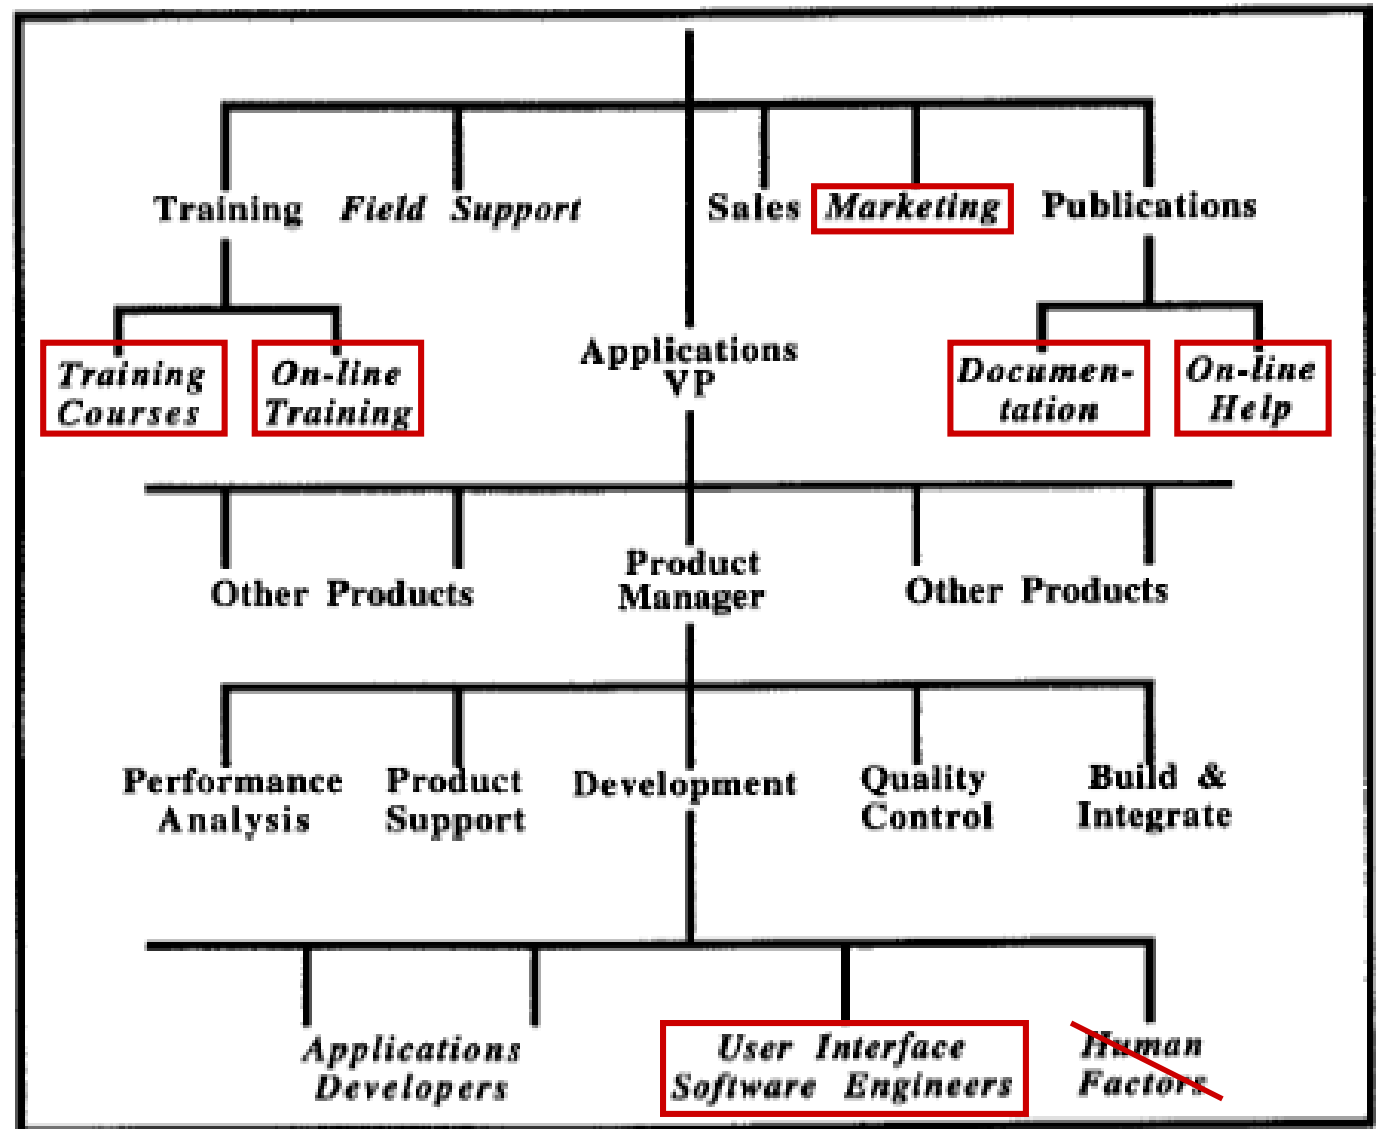 Training Field Support Sales Marketing Publications
Training
Courses
On-line
Training
Applications
VP
Documen-
tation
On-line
Help
Other Products
Product
Manager
Other Products
Performance
Analysis
Product
Support
Development
Quality
Control
Build &
Integrate
Applications
Developers
User Interface
Software Engineers
Human
Factors